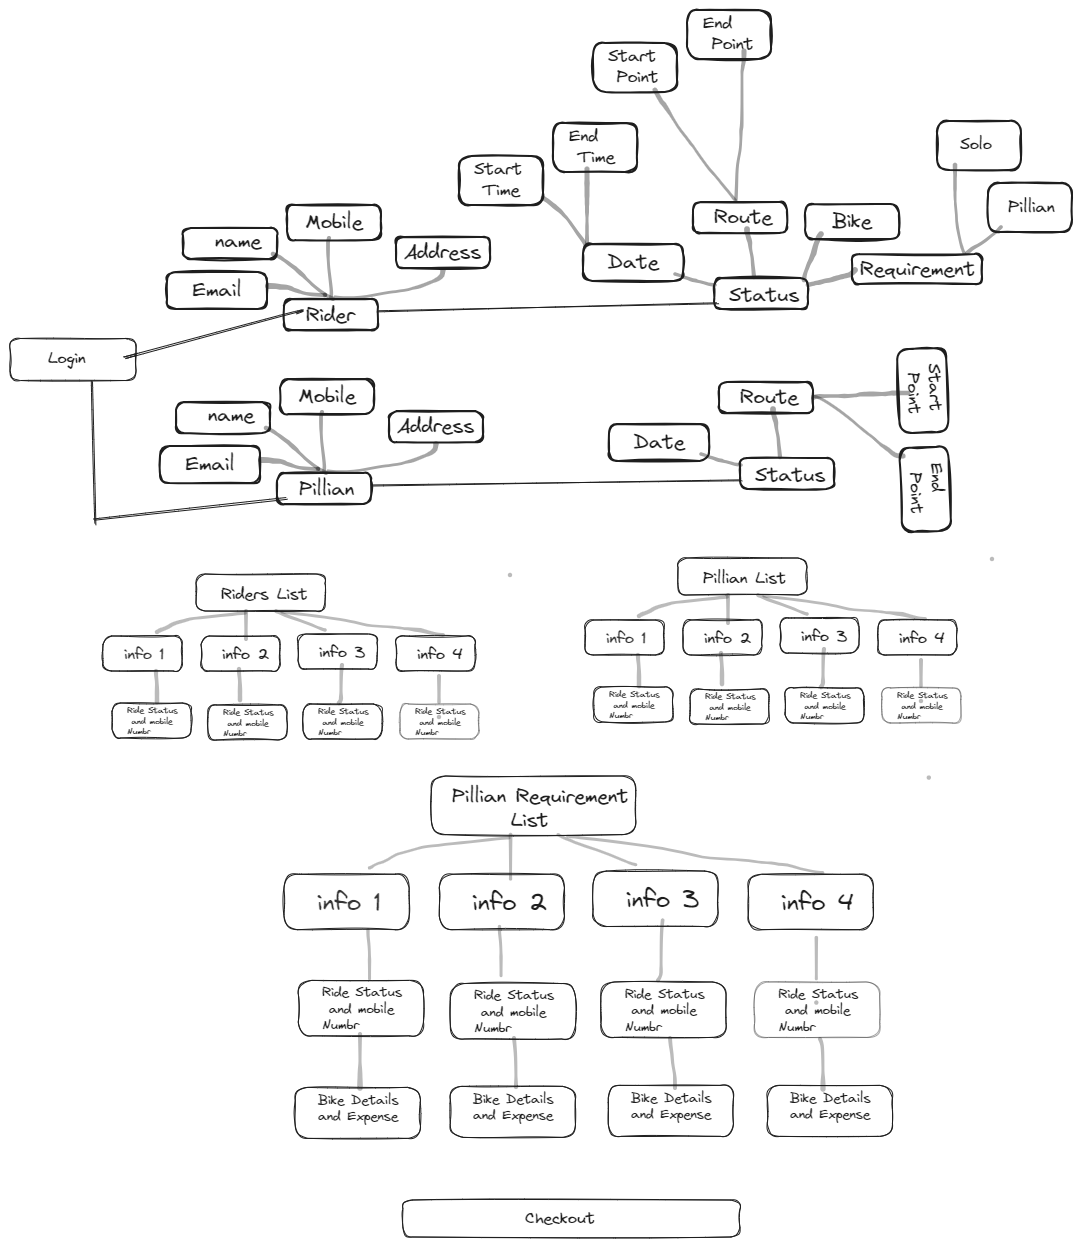 End
Point
Start
Point
End
Time
Start
Time
Solo
Pillian
Mobile
name
Address
Email
Route
Bike
Date
Requirement
Status
Rider
Login
Mobile
name
Address
Email
Pillian
Route
Start
Point
Date
Status
End
Point
Riders List
info 1
info 2
info 3
info 4
Ride Status
and mobile
Numbr
Ride Status
and mobile
Numbr
Ride Status
and mobile
Numbr
Ride Status
and mobile
Numbr
Pillian List
info 1
info 2
info 3
info 4
Ride Status
and mobile
Numbr
Ride Status
and mobile
Numbr
Ride Status
and mobile
Numbr
Ride Status
and mobile
Numbr
Pillian Requirement
List
info 1
info 2
info 3
info 4
Ride Status
and mobile
Numbr
Ride Status
and mobile
Numbr
Ride Status
and mobile
Numbr
Ride Status
and mobile
Numbr
Bike Details
and Expense
Bike Details
and Expense
Bike Details
and Expense
Bike Details
and Expense
Checkout